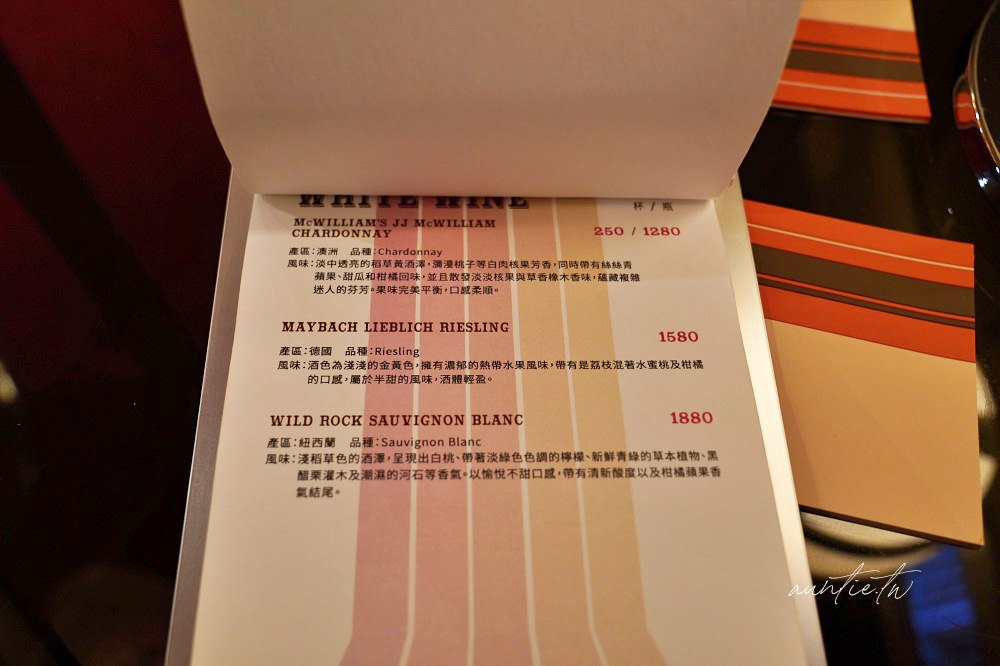 WHITE WINE
杯 / 瓶
McWILLIAM'S JJ McWILLIAM
CHARDONNAY
250 / 1280
產區:澳洲 品種:Chardonnay
風味:淡中透亮的稻草黃酒澤,瀰漫桃子等白肉核果芳香,同時帶有絲絲青
蘋果、甜瓜和柑橘回味,並且散發淡淡核果與草香橡木香味,蘊藏複雜
迷人的芬芳。果味完美平衡,口感柔順。
MAYBACH LIEBLICH RIESLING
1580
產區:德國 品種:Riesling
風味:酒色為淺淺的金黃色,擁有濃郁的熱帶水果風味,帶有是荔枝混著水蜜桃及柑橘
的口感,屬於半甜的風味,酒體輕盈。
WILD ROCK SAUVIGNON BLANC
1880
產區:紐西蘭 品種:Sauvignon Blanc
風味:淺稻草色的酒澤,呈現出白桃、帶著淡綠色色調的檸檬、新鮮青綠的草本植物、黑
醋栗灌木及潮濕的河石等香氣。以愉悅不甜口感,帶有清新酸度以及柑橘蘋果香
氣結尾。
auntie.tw